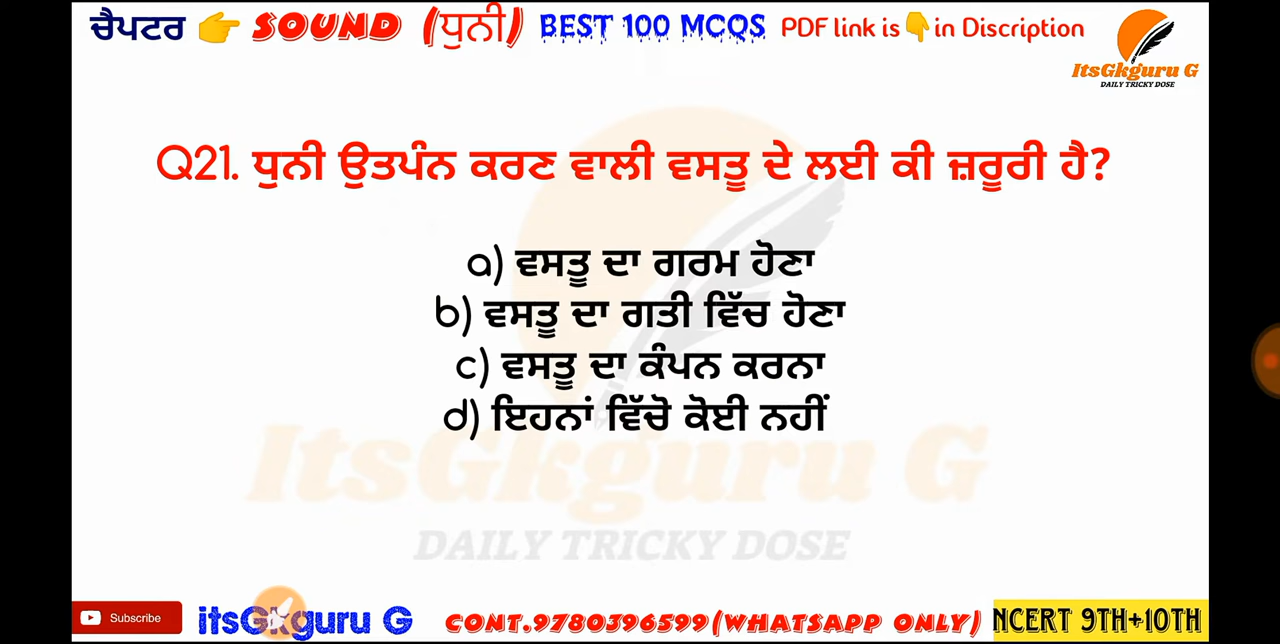 ਚੈਪਟਰ 👉 SOUND (ਧੁਨੀ) BEST 100 MCQS PDF link is👇in Discription
ItsGkguru G
DAILY TRICKY DOSE
Q21. ਧੁਨੀ ਉਤਪੰਨ ਕਰਣ ਵਾਲੀ ਵਸਤੂ ਦੇ ਲਈ ਕੀ ਜ਼ਰੂਰੀ ਹੈ?
a) ਵਸਤੂ ਦਾ ਗਰਮ ਹੋਣਾ
b) ਵਸਤੂ ਦਾ ਗਤੀ ਵਿੱਚ ਹੋਣਾ
c) ਵਸਤੂ ਦਾ ਕੰਪਨ ਕਰਨਾ
d) ਇਹਨਾਂ ਵਿੱਚੋ ਕੋਈ ਨਹੀਂ
ItsGkguru G
DAILY TRICKY DOSE
Subscribe itsGkguru G CONT.9780396599(WHATSAPP ONLY) NCERT 9TH+10TH